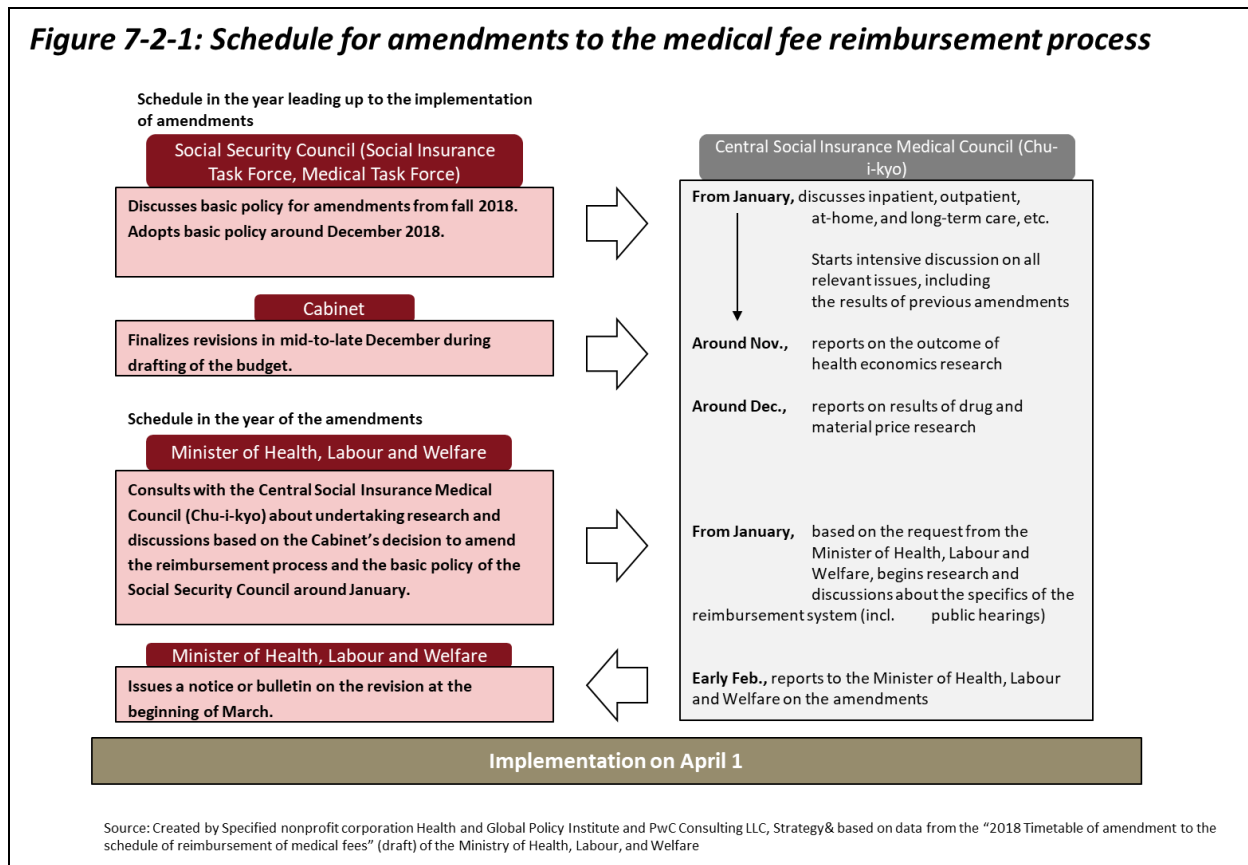 Figure 7-2-1: Schedule for amendments to the medical fee reimbursement process
Schedule in the year leading up to the implementation
of amendments
Social Security Council (Social Insurance
Task Force, Medical Task Force)
Discusses basic policy for amendments from fall 2018.
Adopts basic policy around December 2018.
Cabinet
Finalizes revisions in mid-to-late December during
drafting of the budget.
Schedule in the year of the amendments
Minister of Health, Labour and Welfare
Consults with the Central Social Insurance Medical
Council (Chu-i-kyo) about undertaking research and
discussions based on the Cabinet's decision to amend
the reimbursement process and the basic policy of the
Social Security Council around January.
Minister of Health, Labour and Welfare
Issues a notice or bulletin on the revision at the
beginning of March.
Central Social Insurance Medical Council (Chu-
i-kyo)
From January, discusses inpatient, outpatient,
at-home, and long-term care, etc.
Starts intensive discussion on all
relevant issues, including
the results of previous amendments
Around Nov., reports on the outcome of
health economics research
Around Dec., reports on results of drug and
material price research
From January, based on the request from the
Minister of Health, Labour and
Welfare, begins research and
discussions about the specifics of the
reimbursement system (incl. public hearings)
Early Feb., reports to the Minister of Health, Labour
and Welfare on the amendments
Implementation on April 1
Source: Created by Specified nonprofit corporation Health and Global Policy Institute and PwC Consulting LLC, Strategy& based on data from the "2018 Timetable of amendment to the
schedule of reimbursement of medical fees" (draft) of the Ministry of Health, Labour, and Welfare